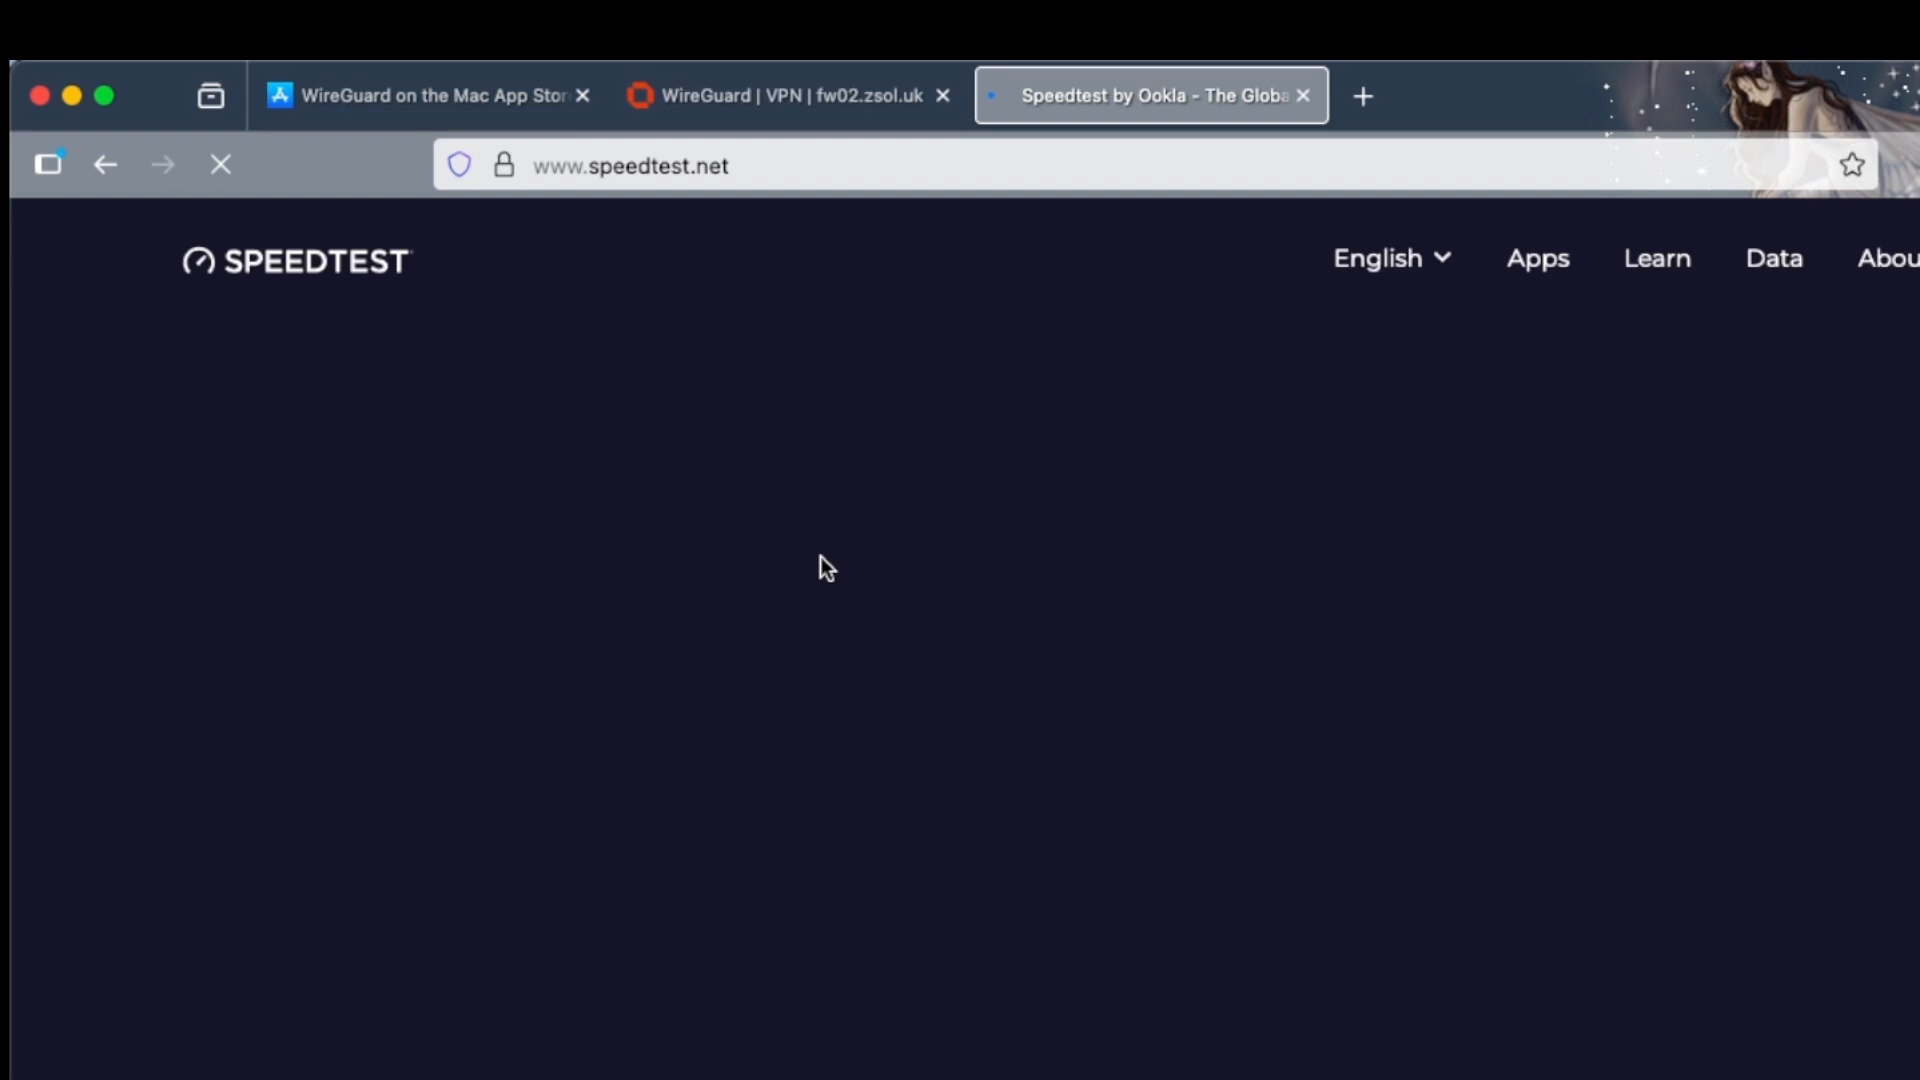 WireGuard on the Mac App Stor
WireGuard | VPN | fw02.zsol.uk
Speedtest by Ookla - The Globa
www.speedtest.net
SPEEDTEST
English
Apps
Learn
Data
Abou